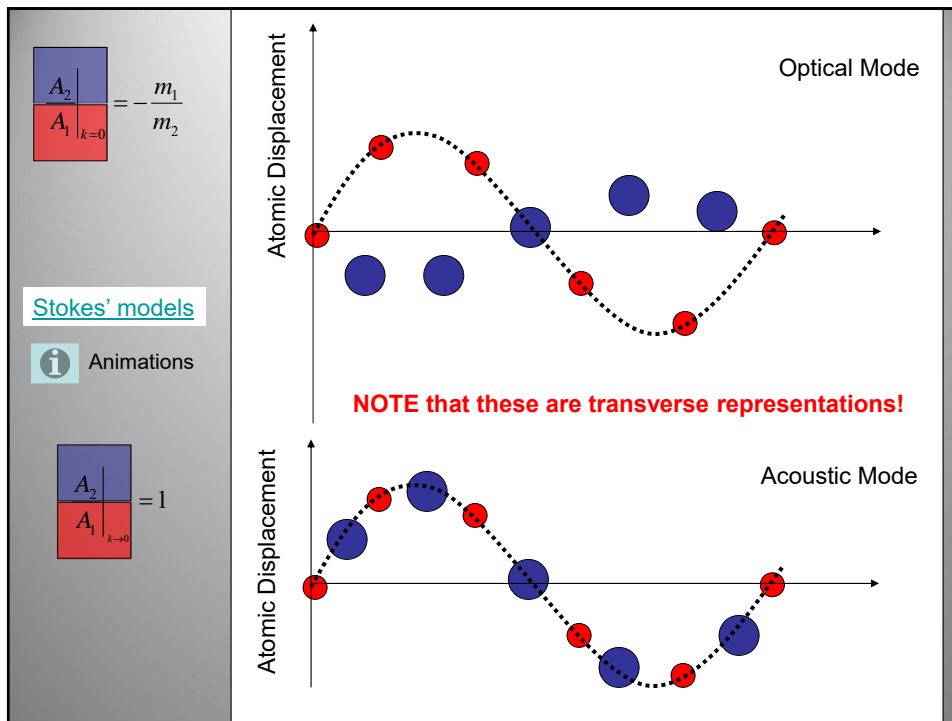 A₂/A₁|ₖ₌₀ = − m₁/m₂
Stokes’ models
i Animations
A₂/A₁|ₖ→₀ = 1
Atomic Displacement
Optical Mode
NOTE that these are transverse representations!
Atomic Displacement
Acoustic Mode